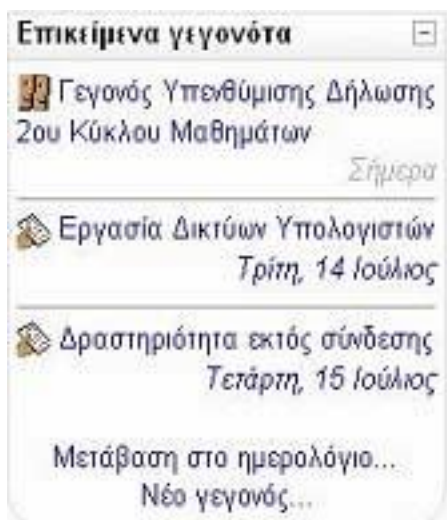 Επικείμενα γεγονότα
Γεγονός Υπενθύμισης Δήλωσης
2ου Κύκλου Μαθημάτων
Σήμερα
Εργασία Δικτύων Υπολογιστών
Τρίτη, 14 Ιούλιος
Δραστηριότητα εκτός σύνδεσης
Τετάρτη, 15 Ιούλιος
Μετάβαση στο ημερολόγιο...
Νέο γεγονός...